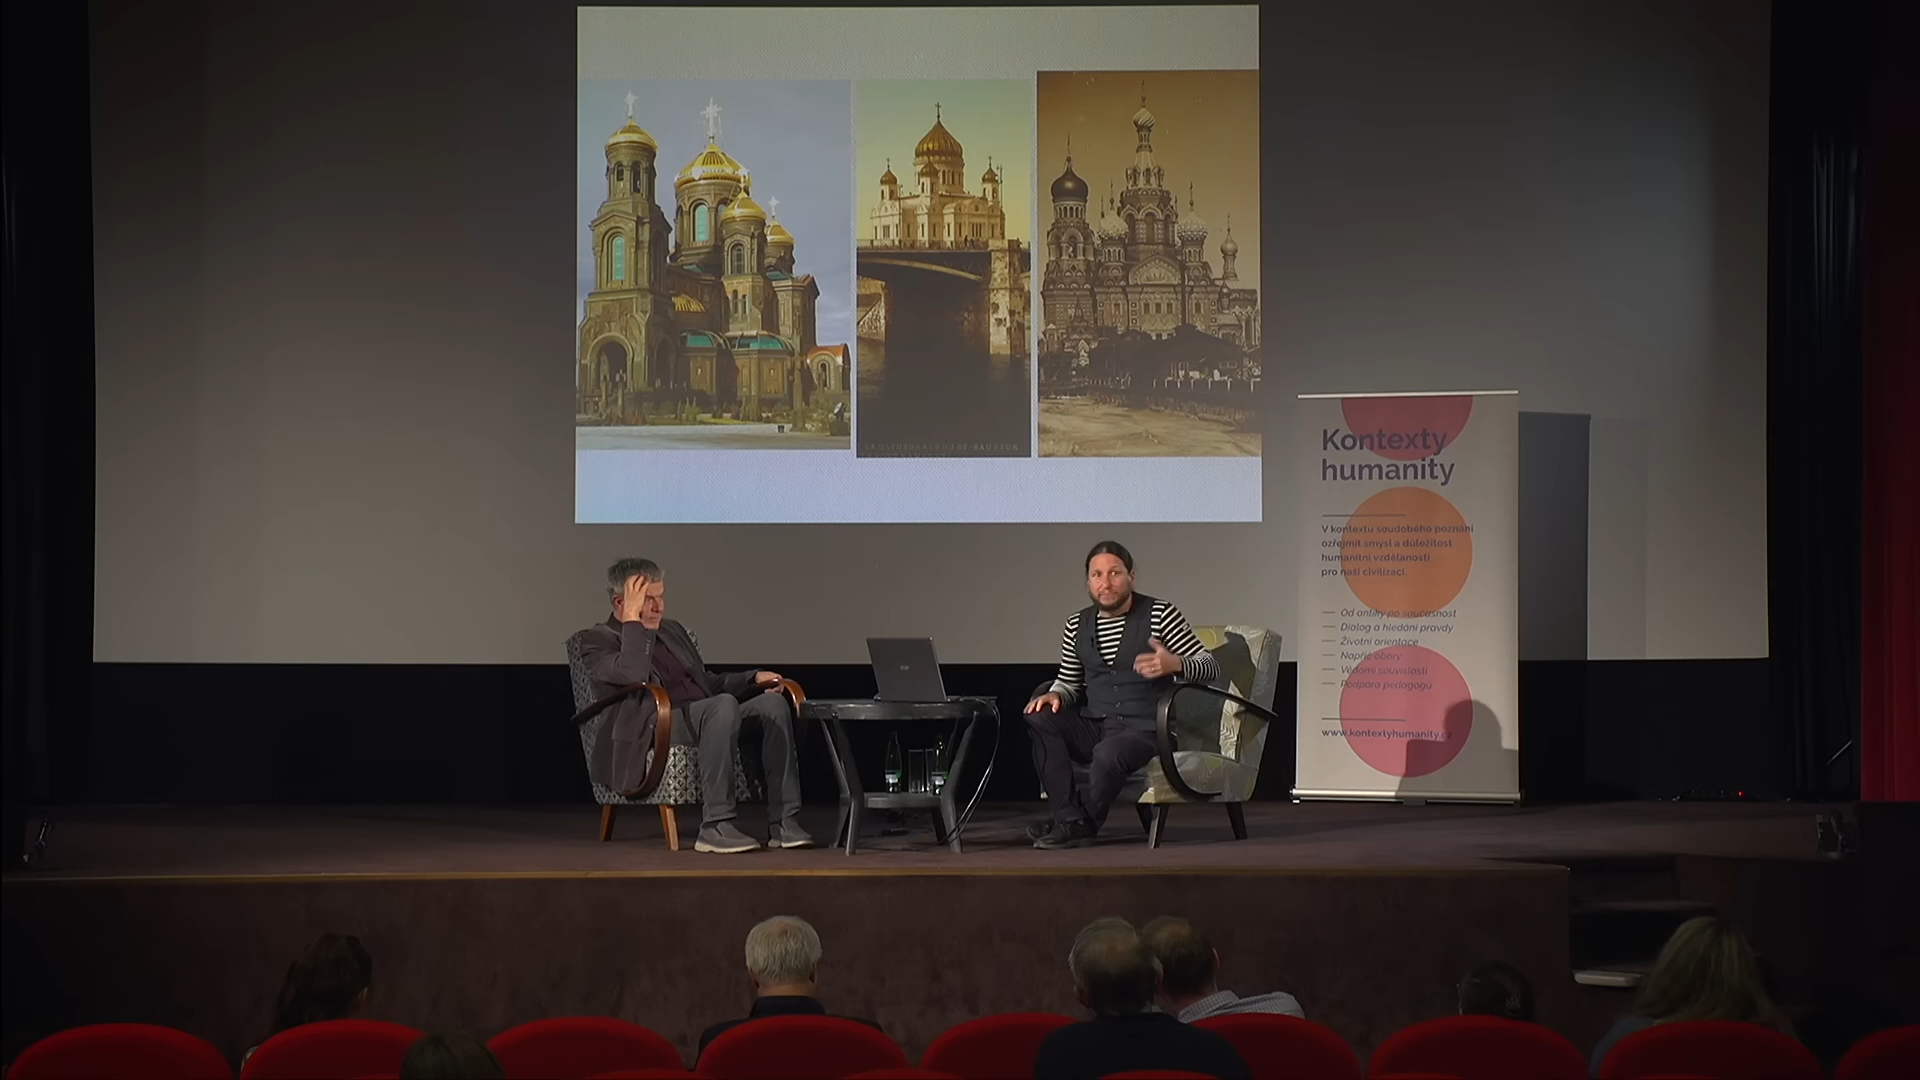 Kontexty
humanity
V kontextu soudobého poznání
ozřejmit smysl a důležitost
humanitní vzdělanosti
pro naši civilizaci
— Od antiky po současnost
— Dialog a hledání pravdy
— Životní orientace
— Napříč obory
— Vědomí souvislostí
— Podpora pedagogů
www.kontextyhumanity.cz